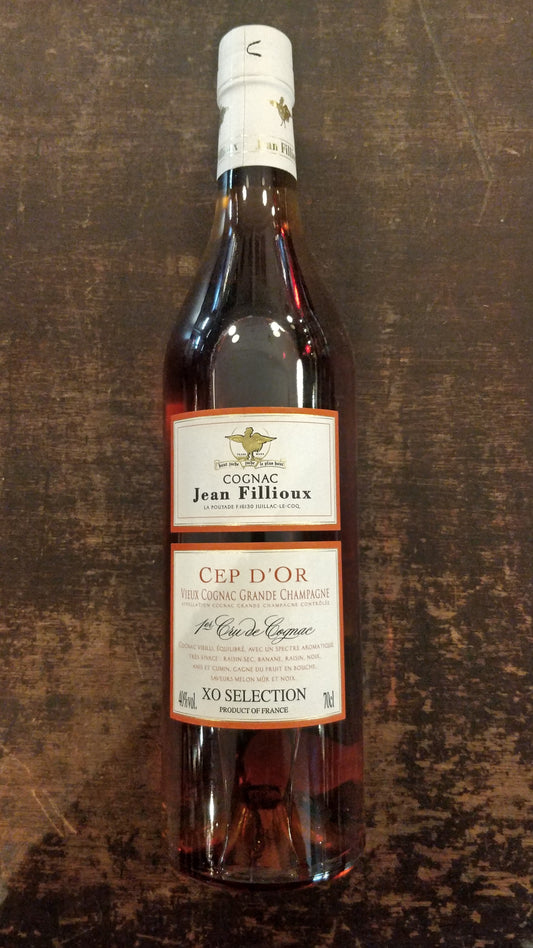 Jean Filli
COGNAC
Jean Fillioux
LA POUYADE F.16130 JUILLAC-LE-COQ
CEP D'OR
VIEUX COGNAC GRANDE CHAMPAGNE
APPELLATION COGNAC GRANDE CHAMPAGNE CONTRÔLÉE
1er Cru de Cognac
COGNAC VIEILLI, ÉQUILIBRÉ, AVEC UN SPECTRE AROMATIQUE
TRÈS VIVACE : RAISIN SEC, BANANE, RAISIN, NOIX,
ANIS ET CUMIN, GAGNE DU FRUIT EN BOUCHE,
SAVEURS MELON MÛR ET NOIX.
40%vol. XO SELECTION 70cl
PRODUCT OF FRANCE